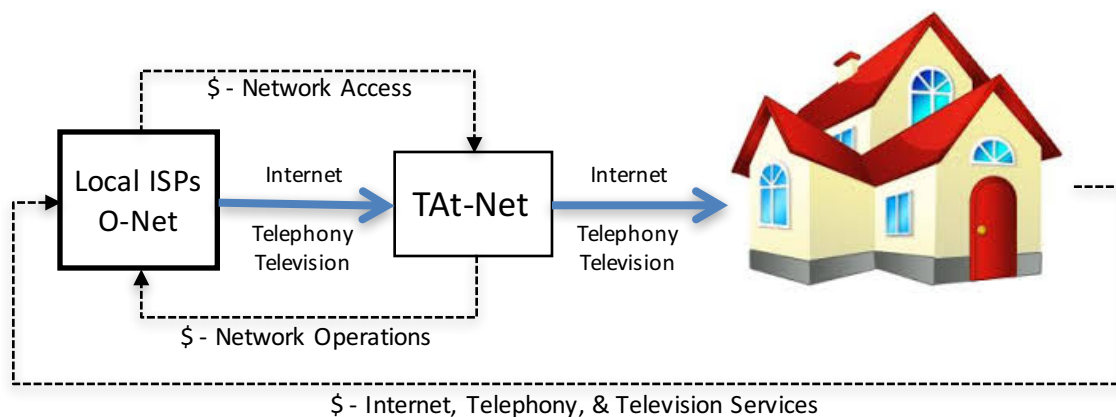 $ - Network Access
Local ISPs
O-Net
Internet
Telephony
Television
TAt-Net
Internet
Telephony
Television
$ - Network Operations
$ - Internet, Telephony, & Television Services